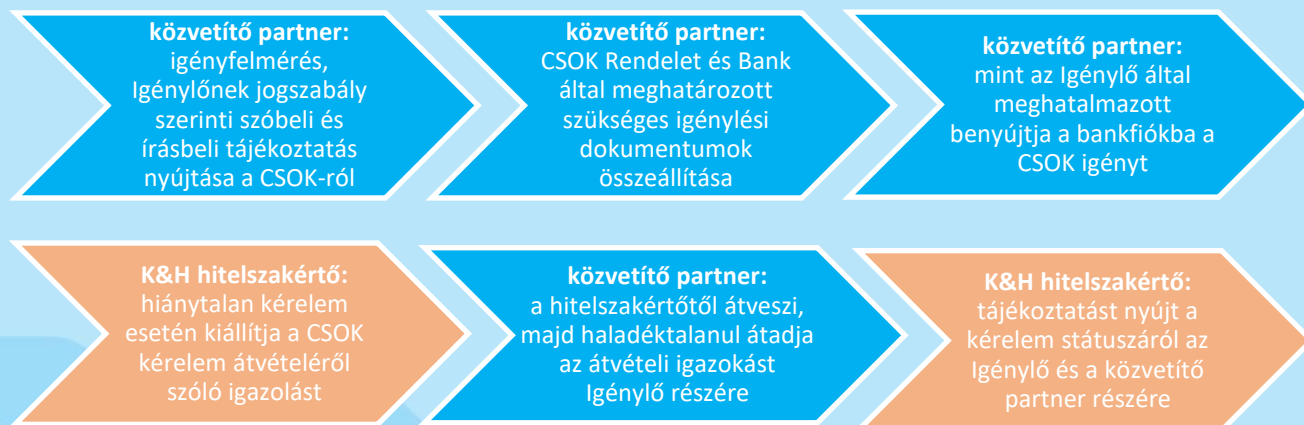 közvetítő partner:
igényfelmérés,
Igénylőnek jogszabály
szerinti szóbeli és
írásbeli tájékoztatás
nyújtása a CSOK-ról
közvetítő partner:
CSOK Rendelet és Bank
által meghatározott
szükséges igénylési
dokumentumok
összeállítása
közvetítő partner:
mint az Igénylő által
meghatalmazott
benyújtja a bankfiókba a
CSOK igényt
K&H hitelszakértő:
hiánytalan kérelem
esetén kiállítja a CSOK
kérelem átvételéről
szóló igazolást
közvetítő partner:
a hitelszakértőtől átveszi,
majd haladéktalanul átadja
az átvételi igazokást
Igénylő részére
K&H hitelszakértő:
tájékoztatást nyújt a
kérelem státuszáról az
Igénylő és a közvetítő
partner részére